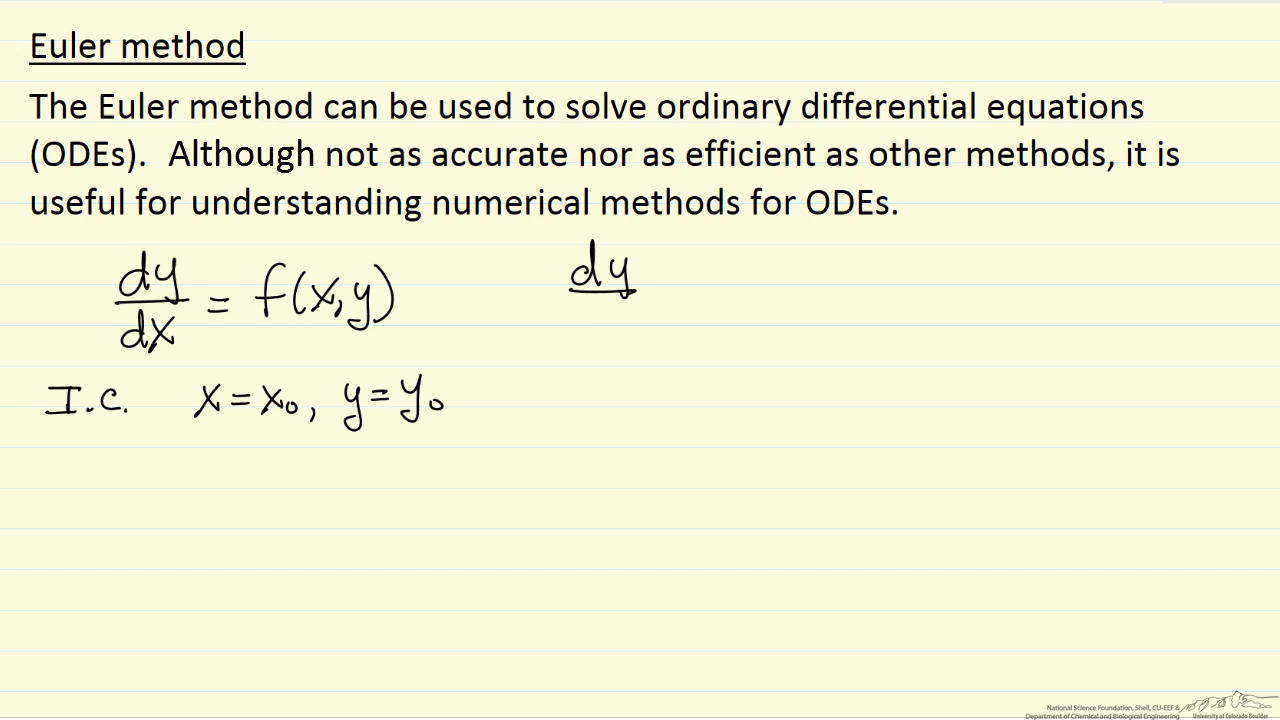 Euler method
The Euler method can be used to solve ordinary differential equations
(ODEs). Although not as accurate nor as efficient as other methods, it is
useful for understanding numerical methods for ODEs.
dy/dx = f(x,y)
dy
I.C. x = x₀, y = y₀
National Science Foundation, Shell, CU-EEF &
Department of Chemical and Biological Engineering
University of Colorado Boulder